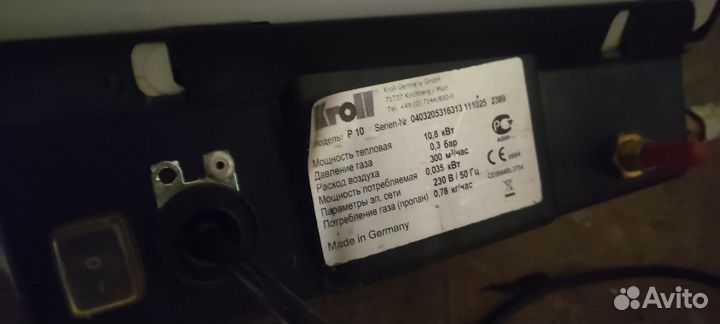 Kroll
Kroll Germany GmbH
71737 Kirchberg / Murr
Tel. +49 (0) 7144/830-0
Модель: P 10 Serien-Nr 0403205316313 111025 2389
Мощность тепловая 10,8 кВт
Давление газа 0,3 бар
Расход воздуха 300 м³/час
Мощность потребляемая 0,035 кВт
Параметры эл. сети 230 В / 50 Гц
Потребление газа (пропан) 0,78 кг/час
Made in Germany
CE
Avito